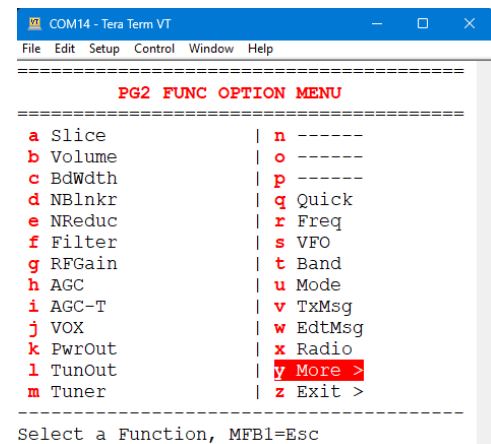 COM14 - Tera Term VT
File Edit Setup Control Window Help
==========================================
PG2 FUNC OPTION MENU
==========================================
a Slice | n ------
b Volume | o ------
c BdWdth | p ------
d NBlnkr | q Quick
e NReduc | r Freq
f Filter | s VFO
g RFGain | t Band
h AGC | u Mode
i AGC-T | v TxMsg
j VOX | w EdtMsg
k PwrOut | x Radio
l TunOut | y More >
m Tuner | z Exit >
------------------------------------------
Select a Function, MFB1=Esc